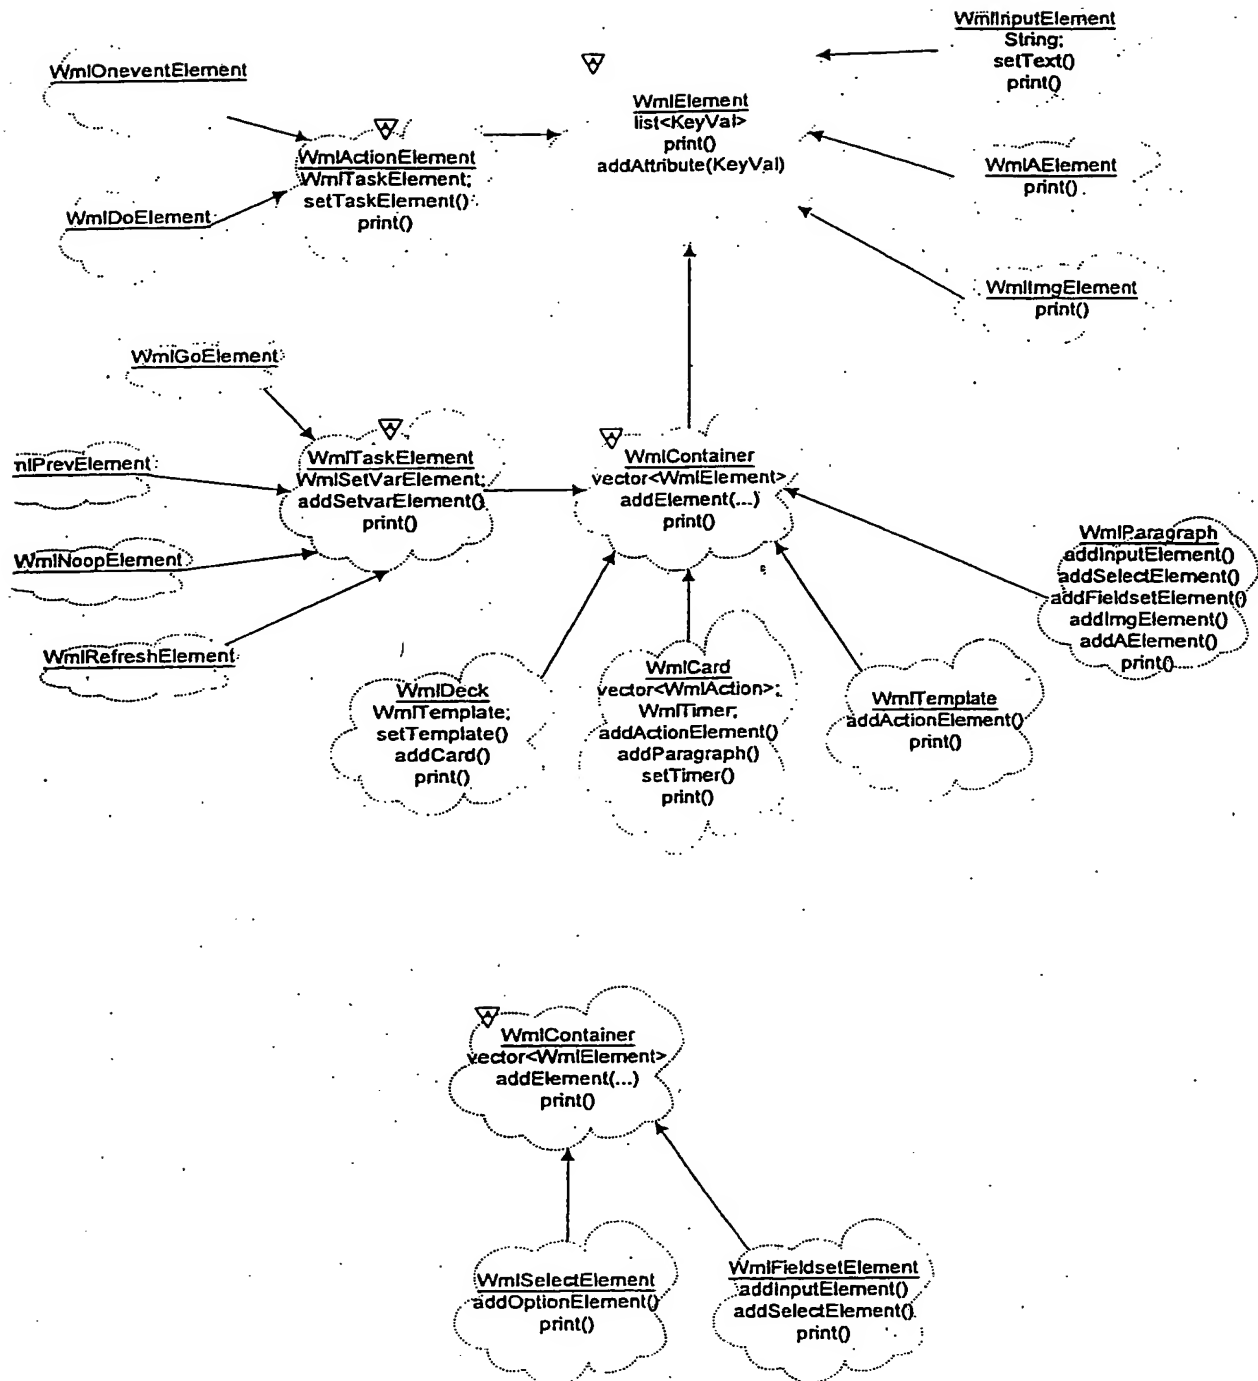 WmlInputElement
String;
setText()
print()
WmlOneventElement
A
WmlElement
list<KeyVal>
print()
addAttribute(KeyVal)
A
WmlActionElement
WmlTaskElement;
setTaskElement()
print()
WmlAElement
print()
WmlDoElement
WmlImgElement
print()
WmlGoElement
A
WmlTaskElement
WmlSetVarElement;
addSetvarElement()
print()
A
WmlContainer
vector<WmlElement>
addElement(...)
print()
mlPrevElement
WmlNoopElement
WmlRefreshElement
WmlParagraph
addInputElement()
addSelectElement()
addFieldsetElement()
addImgElement()
addAElement()
print()
WmlDeck
WmlTemplate;
setTemplate()
addCard()
print()
WmlCard
vector<WmlAction>;
WmlTimer;
addActionElement()
addParagraph()
setTimer()
print()
WmlTemplate
addActionElement()
print()
A
WmlContainer
vector<WmlElement>
addElement(...)
print()
WmlSelectElement
addOptionElement()
print()
WmlFieldsetElement
addInputElement()
addSelectElement()
print()